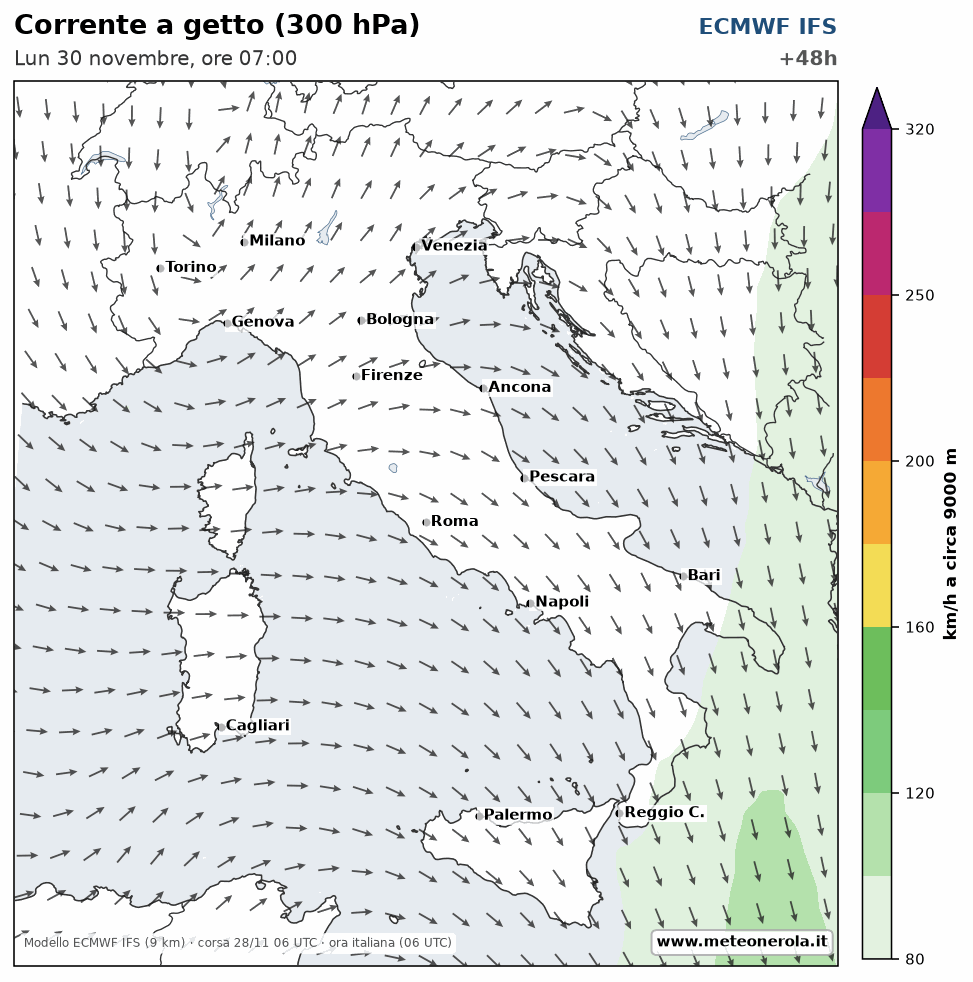 Corrente a getto (300 hPa)
ECMWF IFS
Lun 30 novembre, ore 07:00
+48h
Milano
Venezia
Torino
Genova
Bologna
Firenze
Ancona
Pescara
Roma
Bari
Napoli
Cagliari
Palermo
Reggio C.
320
250
200
160
120
80
km/h a circa 9000 m
Modello ECMWF IFS (9 km) · corsa 28/11 06 UTC · ora italiana (06 UTC)
www.meteonerola.it